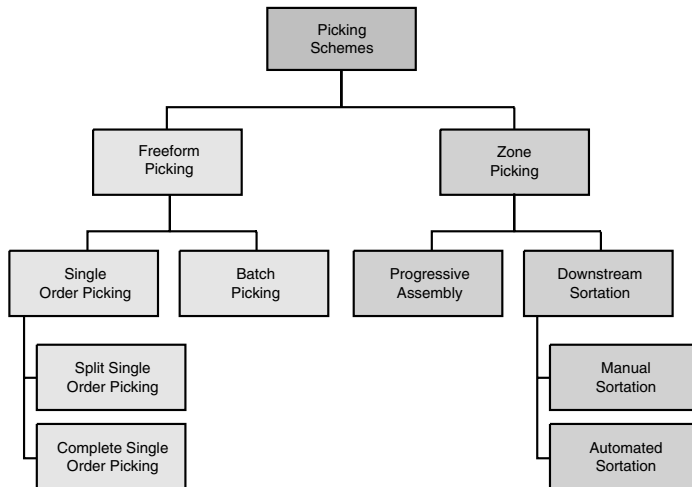 Picking
Schemes
Freeform
Picking
Zone
Picking
Single
Order Picking
Batch
Picking
Progressive
Assembly
Downstream
Sortation
Split Single
Order Picking
Manual
Sortation
Complete Single
Order Picking
Automated
Sortation